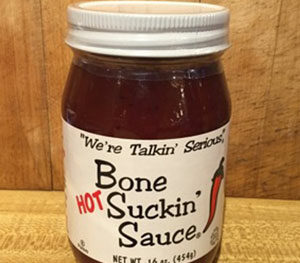 "We're Talkin' Serious"
Bone
HOT Suckin'
Sauce®
NET WT. 16 oz. (454g)